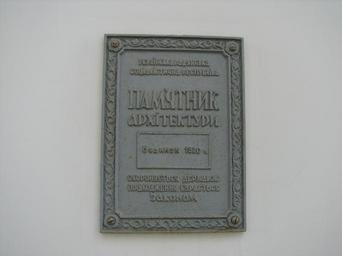 УКРАЇНСЬКА РАДЯНСЬКА
СОЦІАЛІСТИЧНА РЕСПУБЛІКА
ПАМ'ЯТНИК
АРХІТЕКТУРИ
Будинок 1820 р.
ОХОРОНЯЄТЬСЯ ДЕРЖАВОЮ
ПОШКОДЖЕННЯ КАРАЄТЬСЯ
ЗАКОНОМ